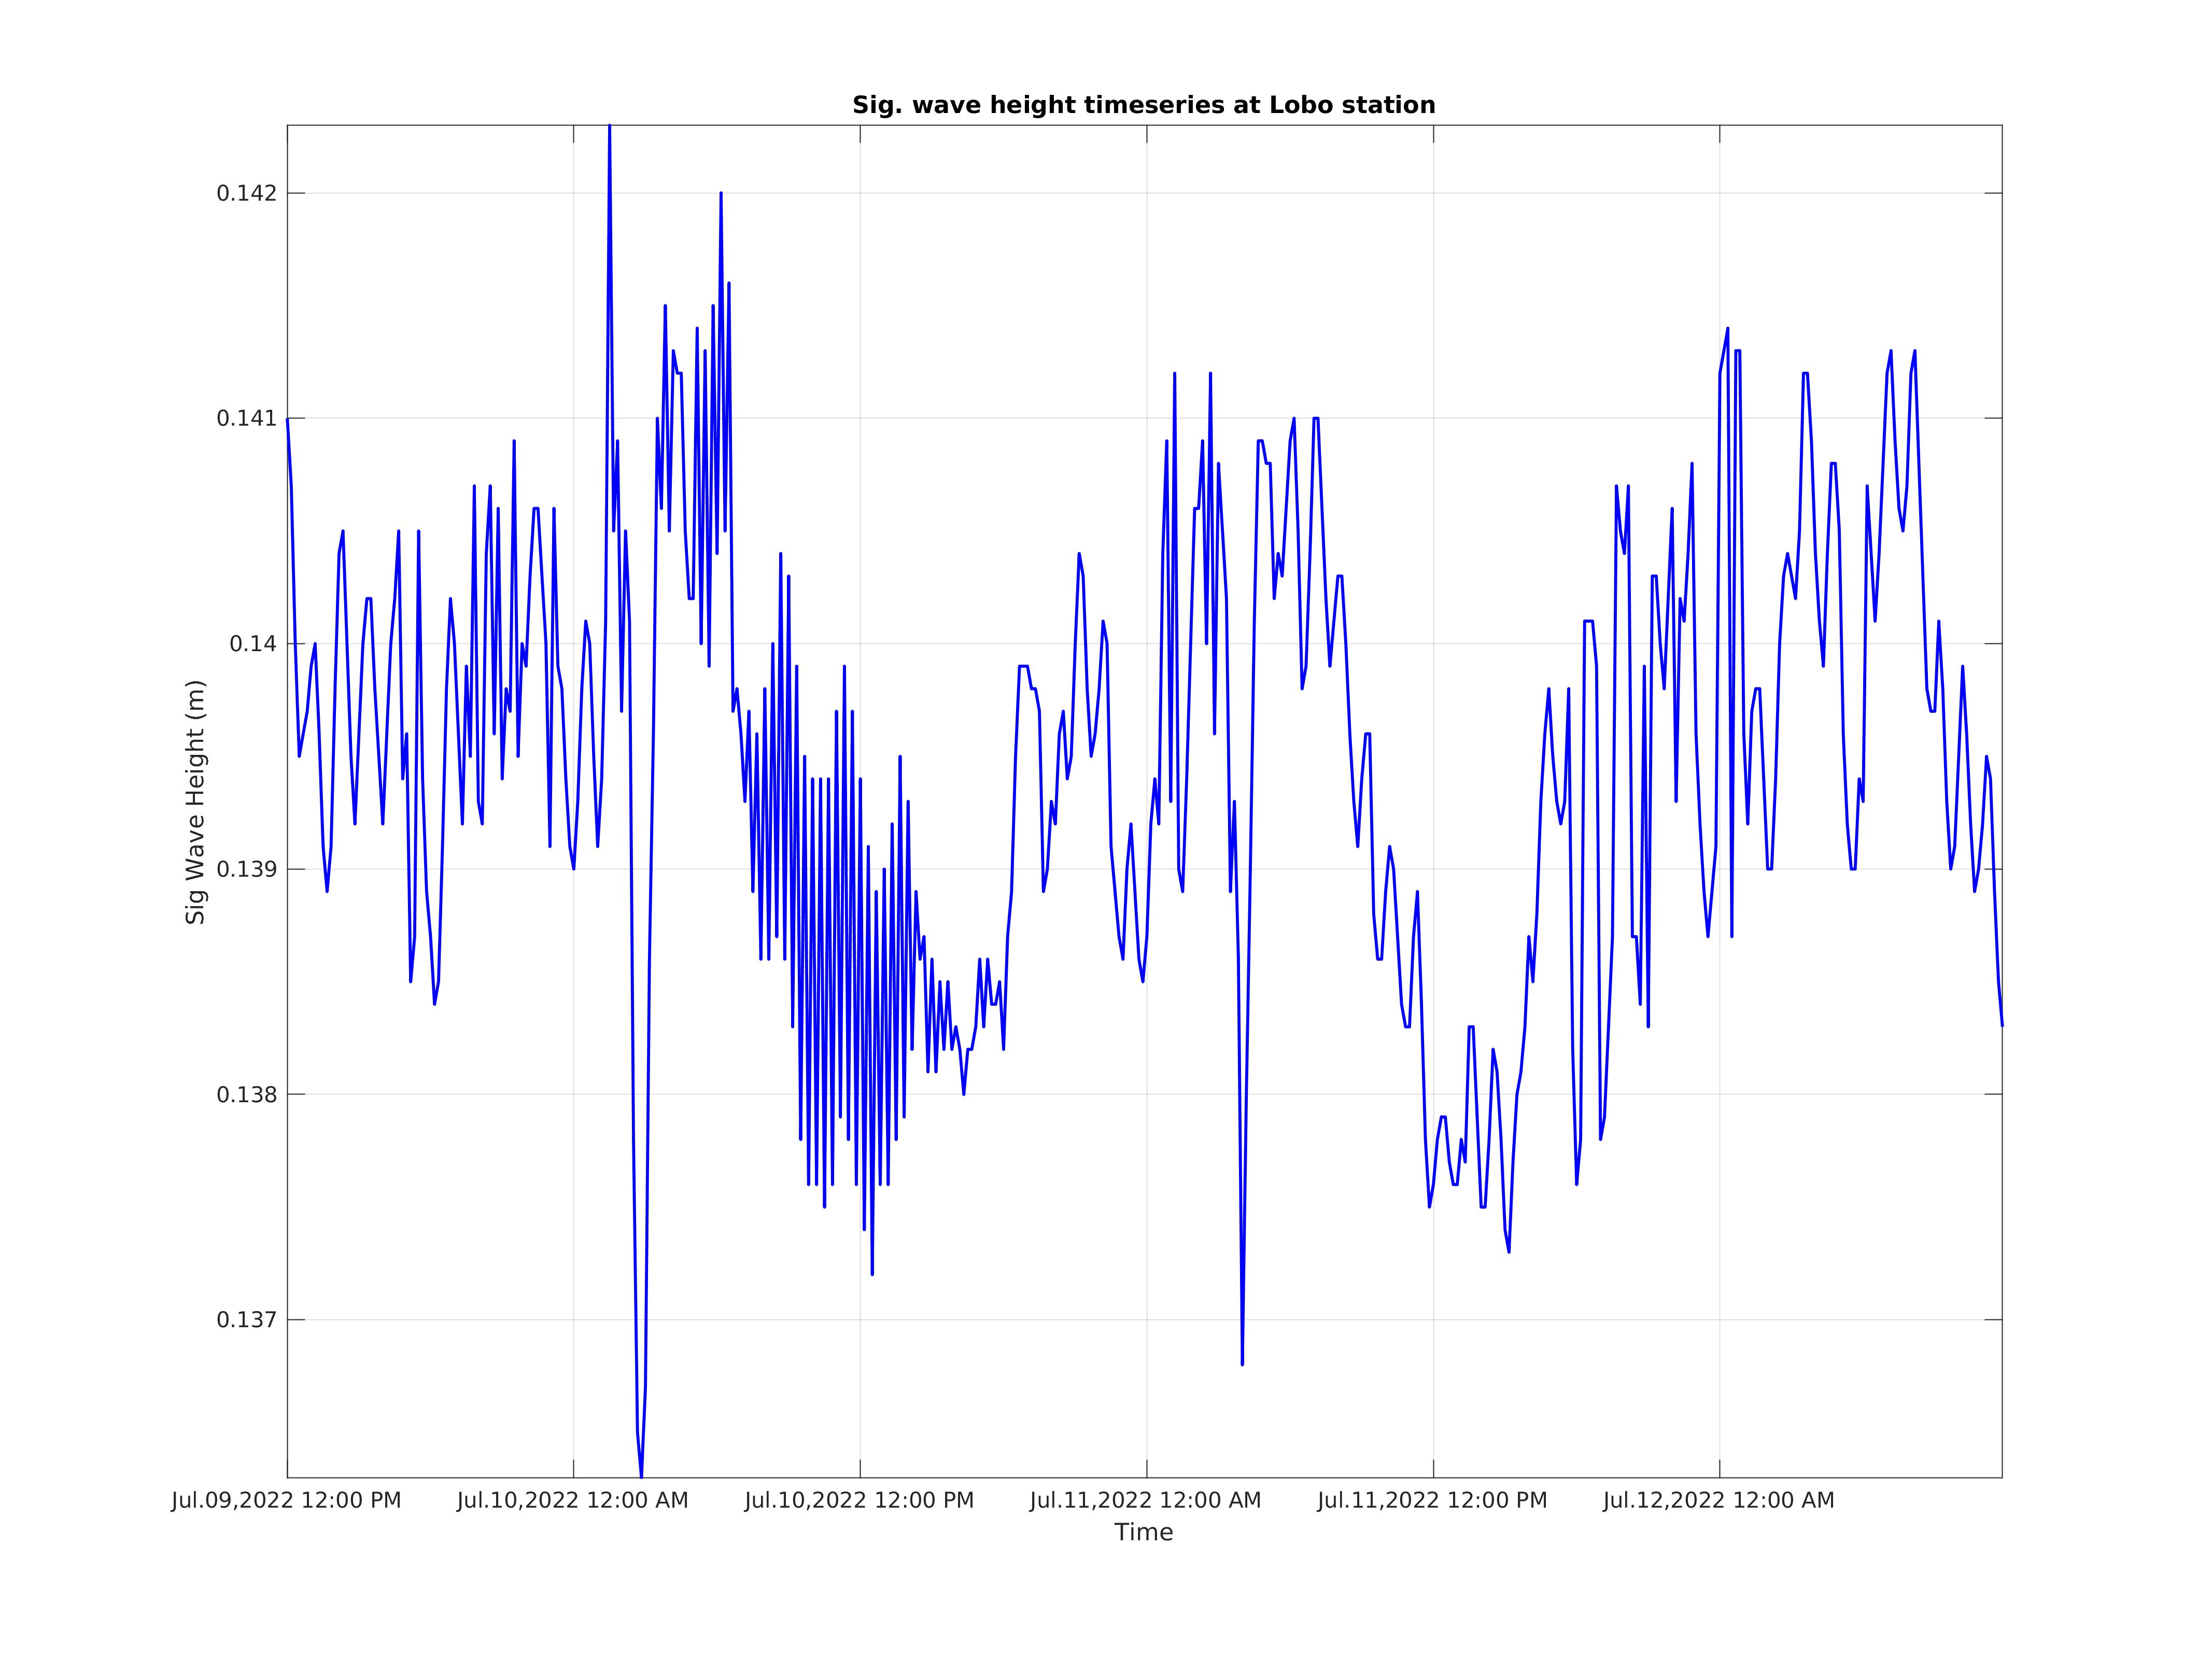 Sig. wave height timeseries at Lobo station
0.142
0.141
0.14
0.139
0.138
0.137
Sig Wave Height (m)
Jul.09,2022 12:00 PM
Jul.10,2022 12:00 AM
Jul.10,2022 12:00 PM
Jul.11,2022 12:00 AM
Jul.11,2022 12:00 PM
Jul.12,2022 12:00 AM
Time